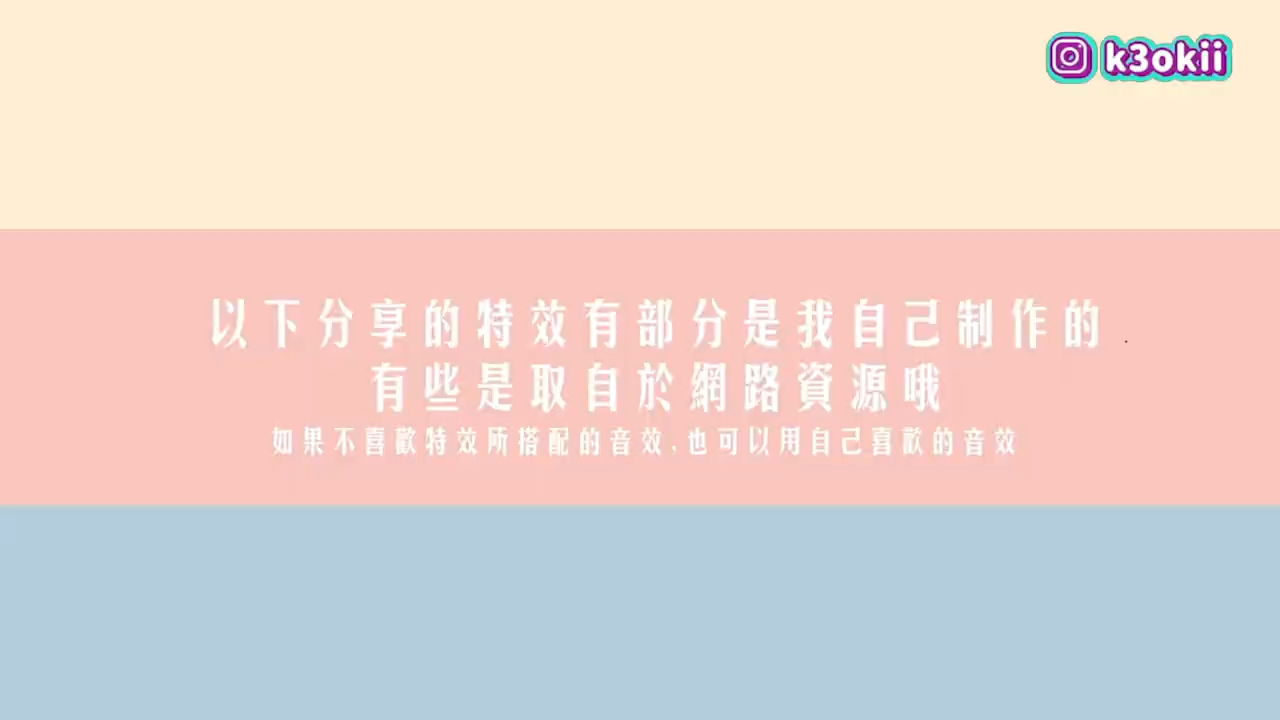 k3okii
以下分享的特效有部分是我自己制作的
有些是取自於網路資源哦
如果不喜歡特效所搭配的音效,也可以用自己喜歡的音效